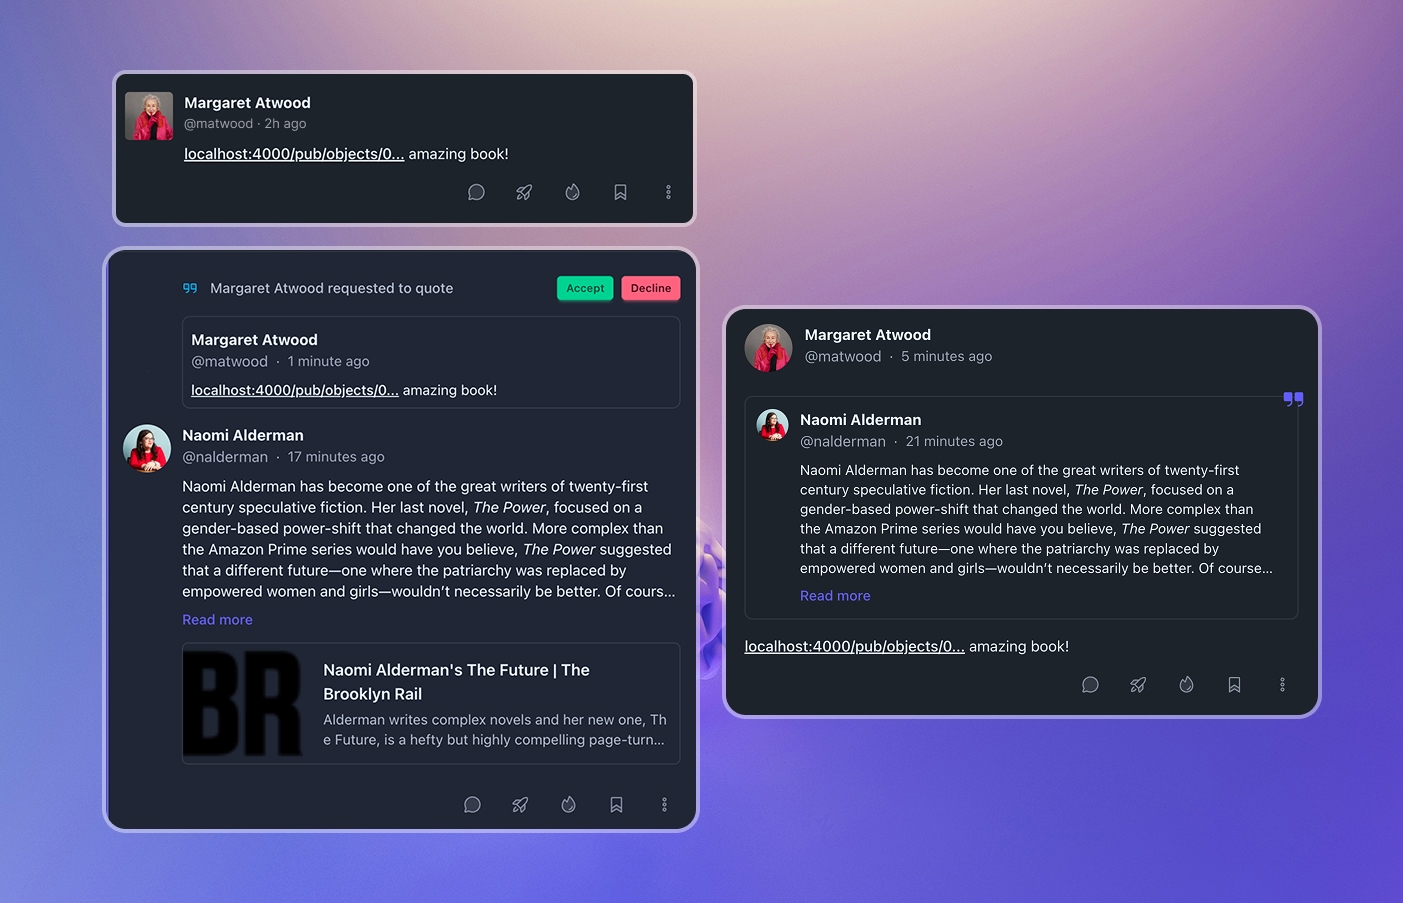 Margaret Atwood
@matwood · 2h ago
localhost:4000/pub/objects/0... amazing book!
Margaret Atwood requested to quote
Accept
Decline
Margaret Atwood
@matwood · 1 minute ago
localhost:4000/pub/objects/0... amazing book!
Naomi Alderman
@nalderman · 17 minutes ago
Naomi Alderman has become one of the great writers of twenty-first
century speculative fiction. Her last novel, The Power, focused on a
gender-based power-shift that changed the world. More complex than
the Amazon Prime series would have you believe, The Power suggested
that a different future—one where the patriarchy was replaced by
empowered women and girls—wouldn’t necessarily be better. Of cours...
Read more
BR
Naomi Alderman's The Future | The
Brooklyn Rail
Alderman writes complex novels and her new one, Th
e Future, is a hefty but highly compelling page-turn...
Margaret Atwood
@matwood · 5 minutes ago
Naomi Alderman
@nalderman · 21 minutes ago
Naomi Alderman has become one of the great writers of twenty-first
century speculative fiction. Her last novel, The Power, focused on a
gender-based power-shift that changed the world. More complex than
the Amazon Prime series would have you believe, The Power suggested
that a different future—one where the patriarchy was replaced by
empowered women and girls—wouldn’t necessarily be better. Of course...
Read more
localhost:4000/pub/objects/0... amazing book!